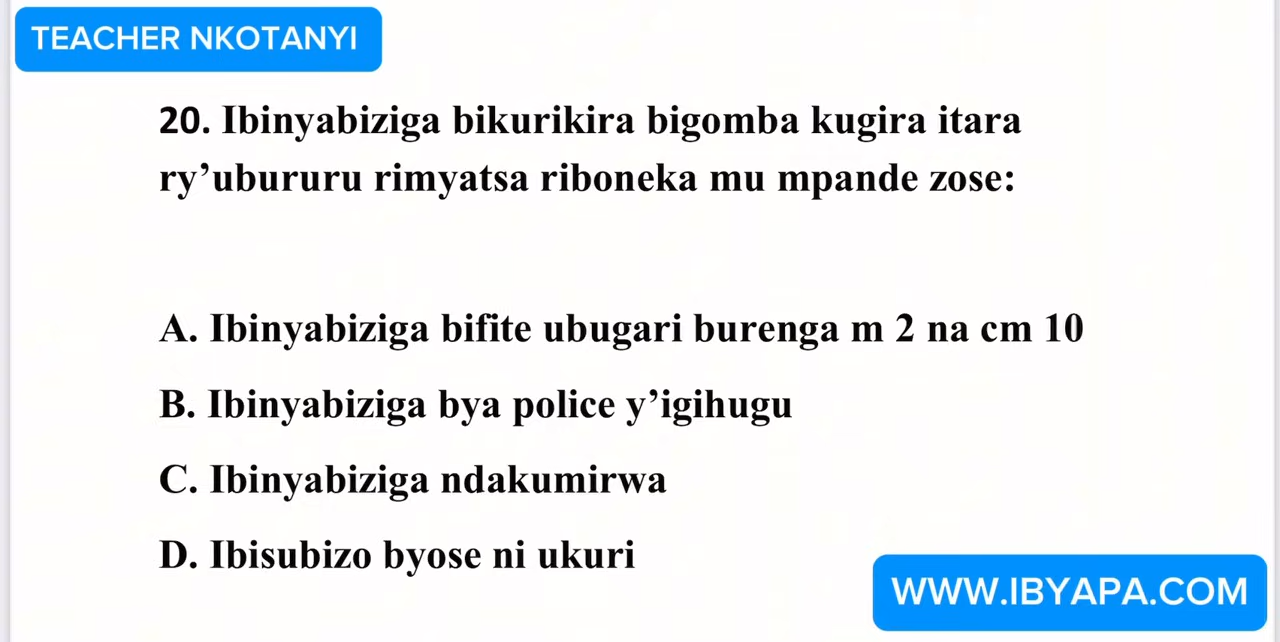 TEACHER NKOTANYI
20. Ibinyabiziga bikurikira bigomba kugira itara
ry’ubururu rimyatsa riboneka mu mpande zose:
A. Ibinyabiziga bifite ubugari burenga m 2 na cm 10
B. Ibinyabiziga bya police y’igihugu
C. Ibinyabiziga ndakumirwa
D. Ibisubizo byose ni ukuri
WWW.IBYAPA.COM